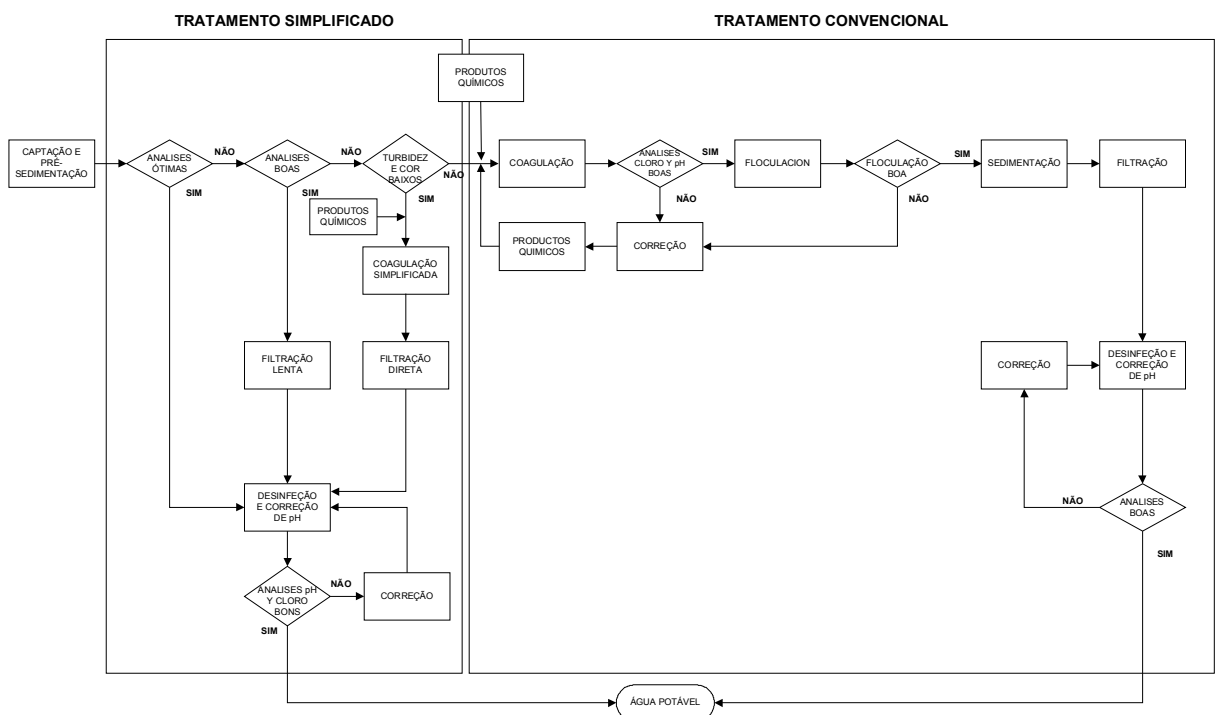 TRATAMENTO SIMPLIFICADO
TRATAMENTO CONVENCIONAL
PRODUTOS
QUÍMICOS
CAPTAÇÃO E
PRÉ-
SEDIMENTAÇÃO
ANALISES
ÓTIMAS
NÃO
SIM
ANALISES
BOAS
NÃO
SIM
TURBIDEZ
E COR
BAIXOS
NÃO
SIM
COAGULAÇÃO
ANALISES
CLORO Y pH
BOAS
SIM
NÃO
FLOCULACION
FLOCULAÇÃO
BOA
SIM
NÃO
SEDIMENTAÇÃO
FILTRAÇÃO
PRODUTOS
QUÍMICOS
PRODUCTOS
QUIMICOS
CORREÇÃO
COAGULAÇÃO
SIMPLIFICADA
FILTRAÇÃO
LENTA
FILTRAÇÃO
DIRETA
CORREÇÃO
DESINFEÇÃO E
CORREÇÃO
DE pH
DESINFEÇÃO
E CORREÇÃO
DE pH
NÃO
ANALISES
BOAS
SIM
ANALISES pH
Y CLORO
BONS
NÃO
SIM
CORREÇÃO
ÁGUA POTÁVEL